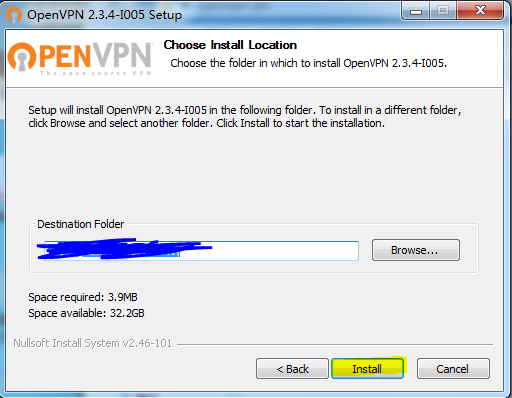 OpenVPN 2.3.4-I005 Setup
OPENVPN
The open source VPN
Choose Install Location
Choose the folder in which to install OpenVPN 2.3.4-I005.
Setup will install OpenVPN 2.3.4-I005 in the following folder. To install in a different folder,
click Browse and select another folder. Click Install to start the installation.
Destination Folder
Browse...
Space required: 3.9MB
Space available: 32.2GB
Nullsoft Install System v2.46-101
< Back
Install
Cancel